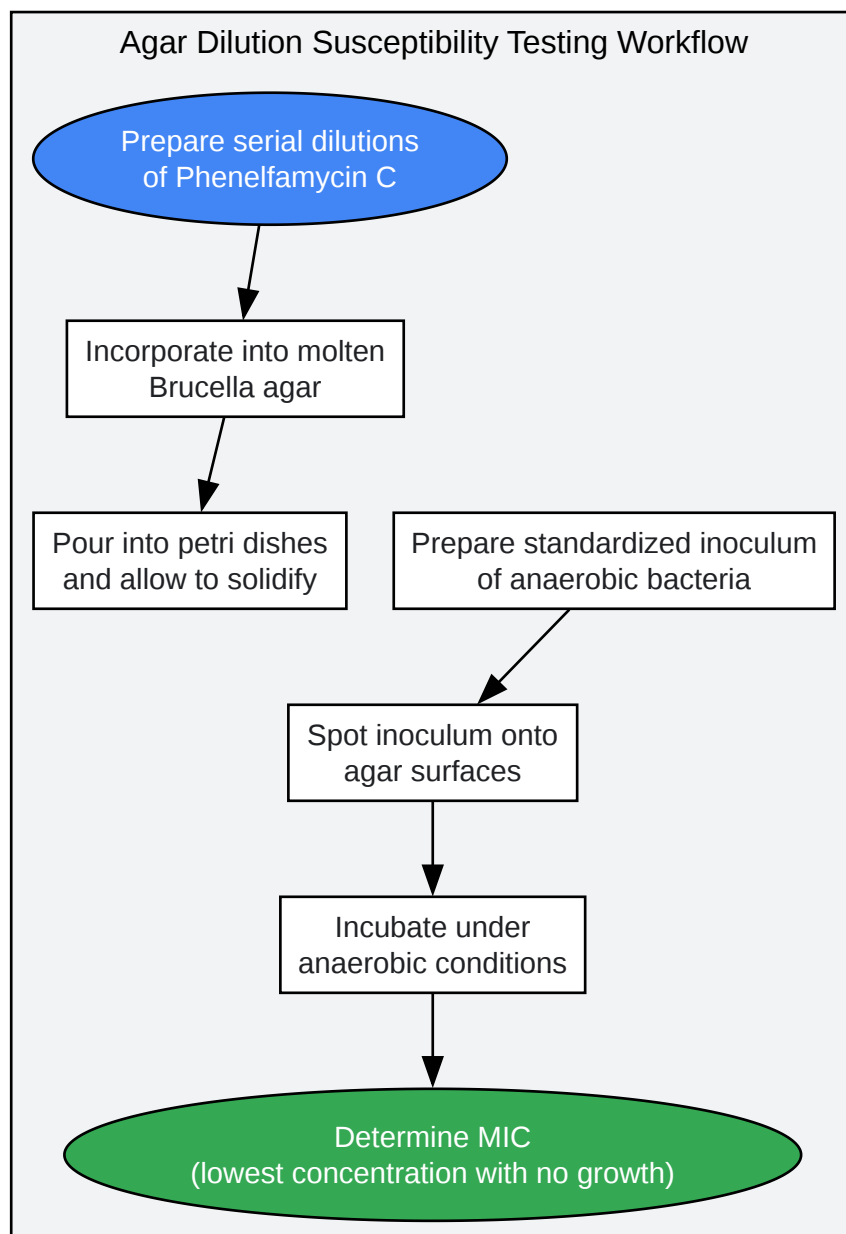 Agar Dilution Susceptibility Testing Workflow
Prepare serial dilutions
of Phenelfamycin C
Incorporate into molten
Brucella agar
Pour into petri dishes
and allow to solidify
Prepare standardized inoculum
of anaerobic bacteria
Spot inoculum onto
agar surfaces
Incubate under
anaerobic conditions
Determine MIC
(lowest concentration with no growth)